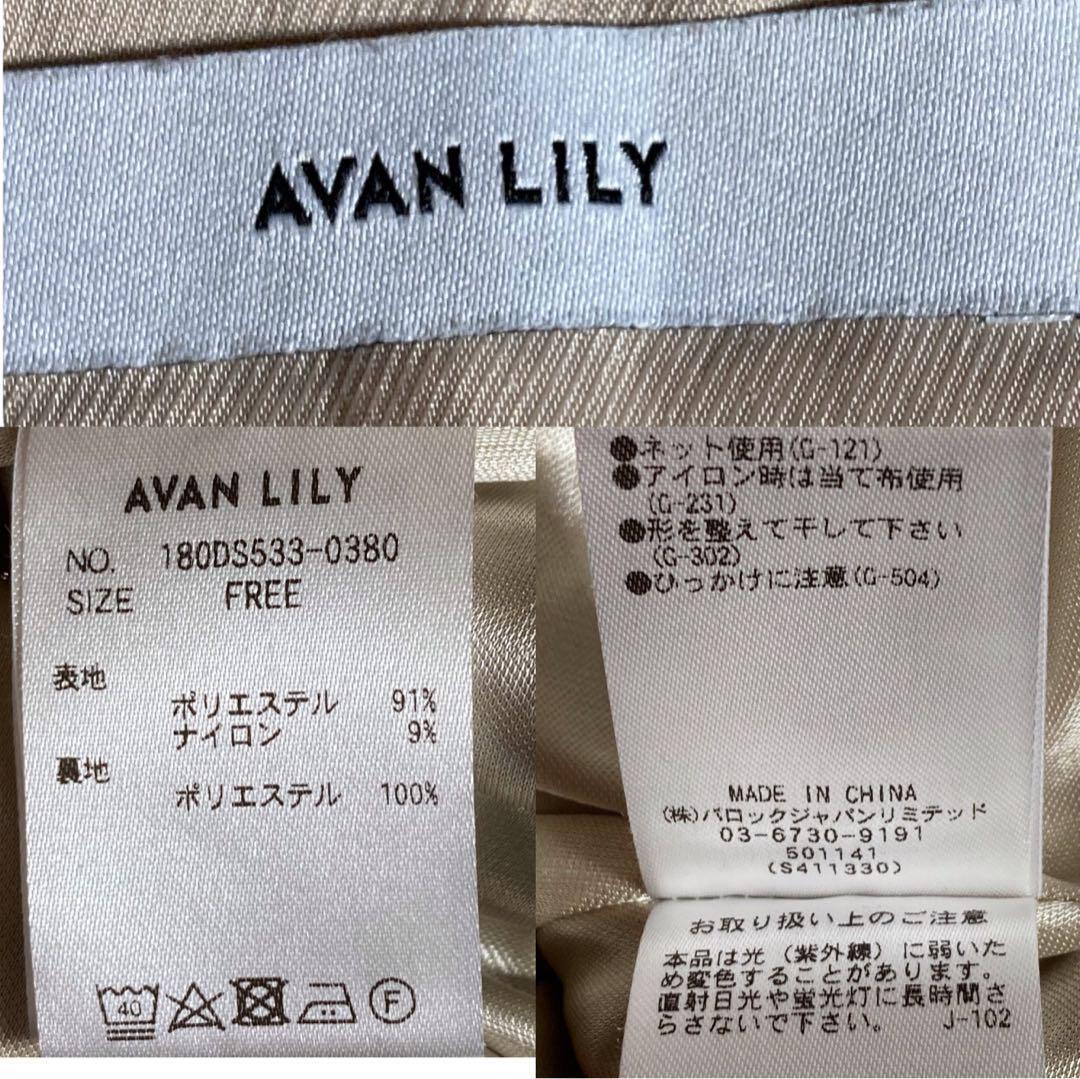 AVAN LILY
AVAN LILY
NO. 180DS533-0380
SIZE FREE
表地
ポリエステル 91%
ナイロン 9%
裏地
ポリエステル 100%
40
F
●ネット使用(G-121)
●アイロン時は当て布使用
(G-231)
●形を整えて干して下さい
(G-302)
●ひっかけに注意(G-504)
MADE IN CHINA
(株)バロックジャパンリミテッド
03-6730-9191
501141
(S411330)
お取り扱い上のご注意
本品は光(紫外線)に弱いた
め変色することがあります。
直射日光や蛍光灯に長時間さ
らさないで下さい。 J-102